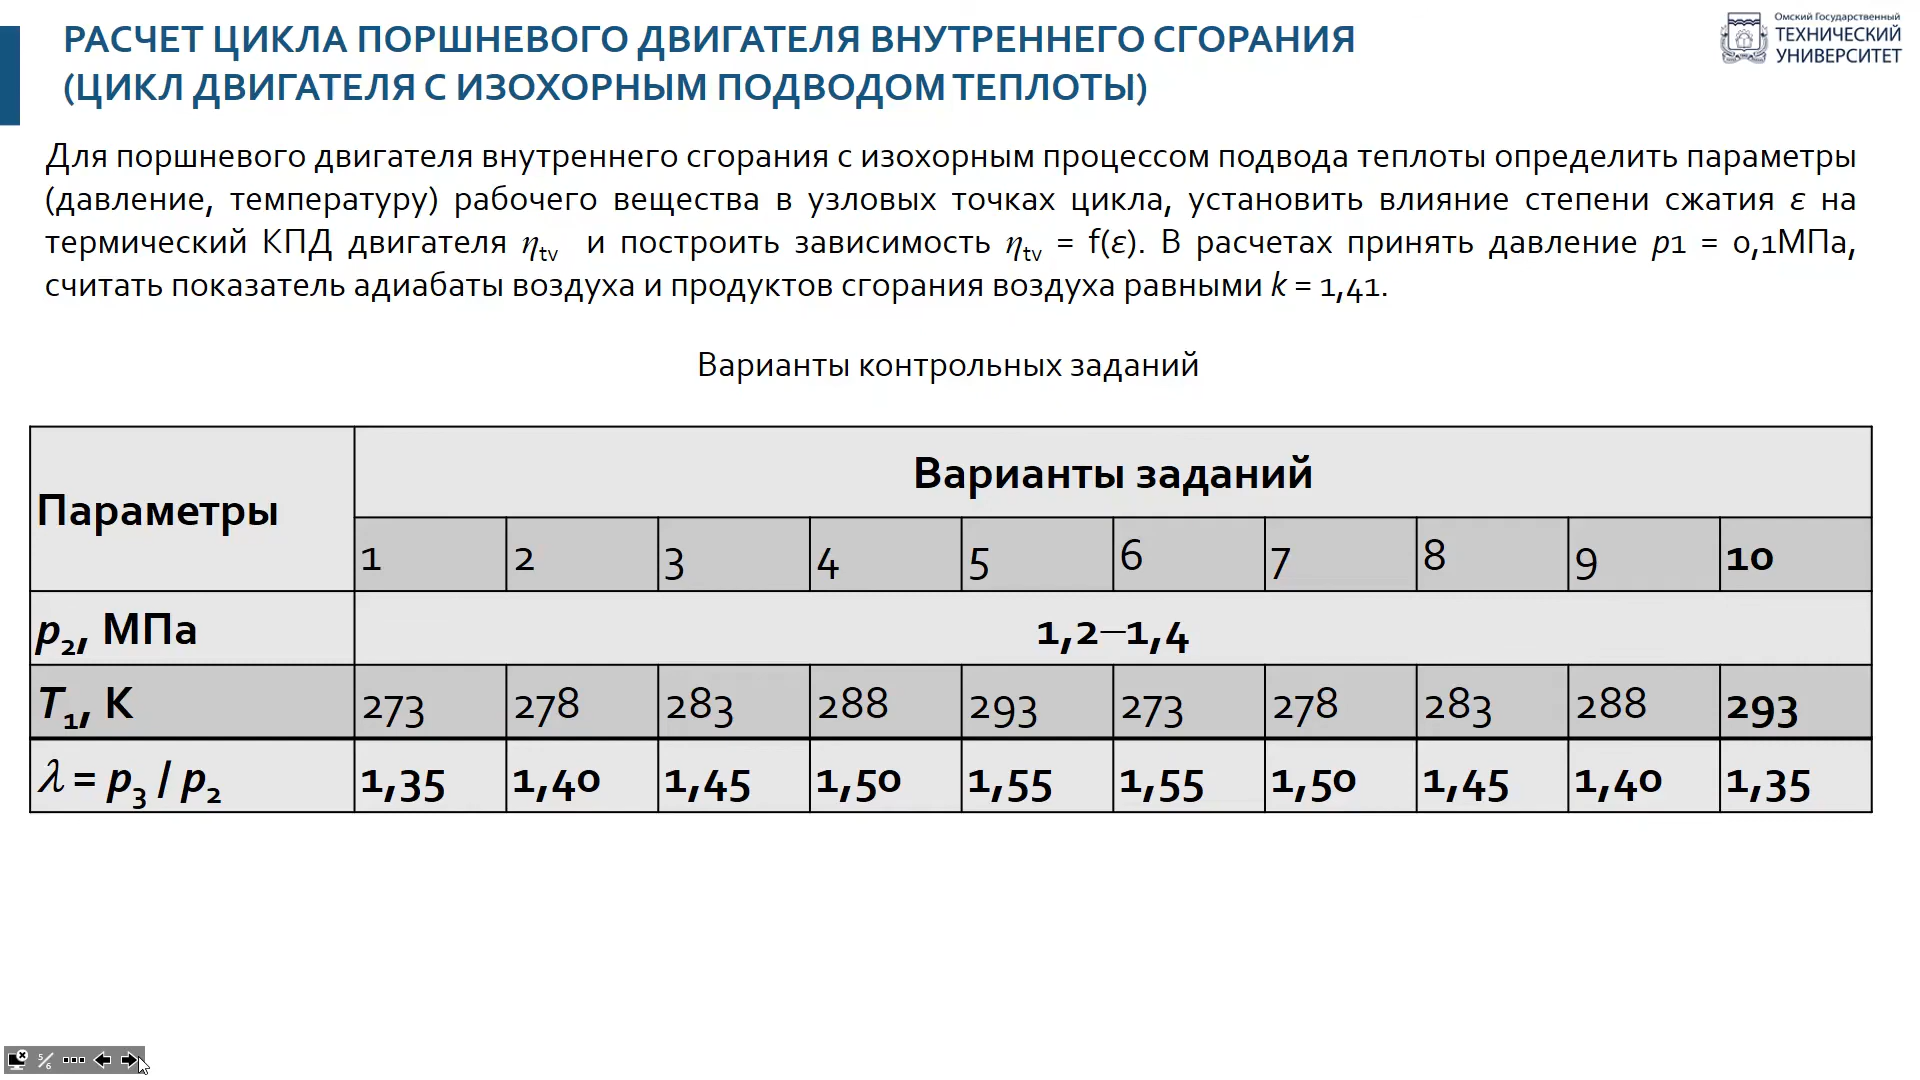 РАСЧЕТ ЦИКЛА ПОРШНЕВОГО ДВИГАТЕЛЯ ВНУТРЕННЕГО СГОРАНИЯ
(ЦИКЛ ДВИГАТЕЛЯ С ИЗОХОРНЫМ ПОДВОДОМ ТЕПЛОТЫ)
Омский Государственный
ТЕХНИЧЕСКИЙ
УНИВЕРСИТЕТ
Для поршневого двигателя внутреннего сгорания с изохорным процессом подвода теплоты определить параметры
(давление, температуру) рабочего вещества в узловых точках цикла, установить влияние степени сжатия ε на
термический КПД двигателя η_tv и построить зависимость η_tv = f(ε). В расчетах принять давление p1 = 0,1МПа,
считать показатель адиабаты воздуха и продуктов сгорания воздуха равными k = 1,41.
Варианты контрольных заданий
Параметры Варианты заданий
1 2 3 4 5 6 7 8 9 10
p₂, МПа 1,2–1,4
T₁, К 273 278 283 288 293 273 278 283 288 293
λ = p₃ / p₂ 1,35 1,40 1,45 1,50 1,55 1,55 1,50 1,45 1,40 1,35
5/6